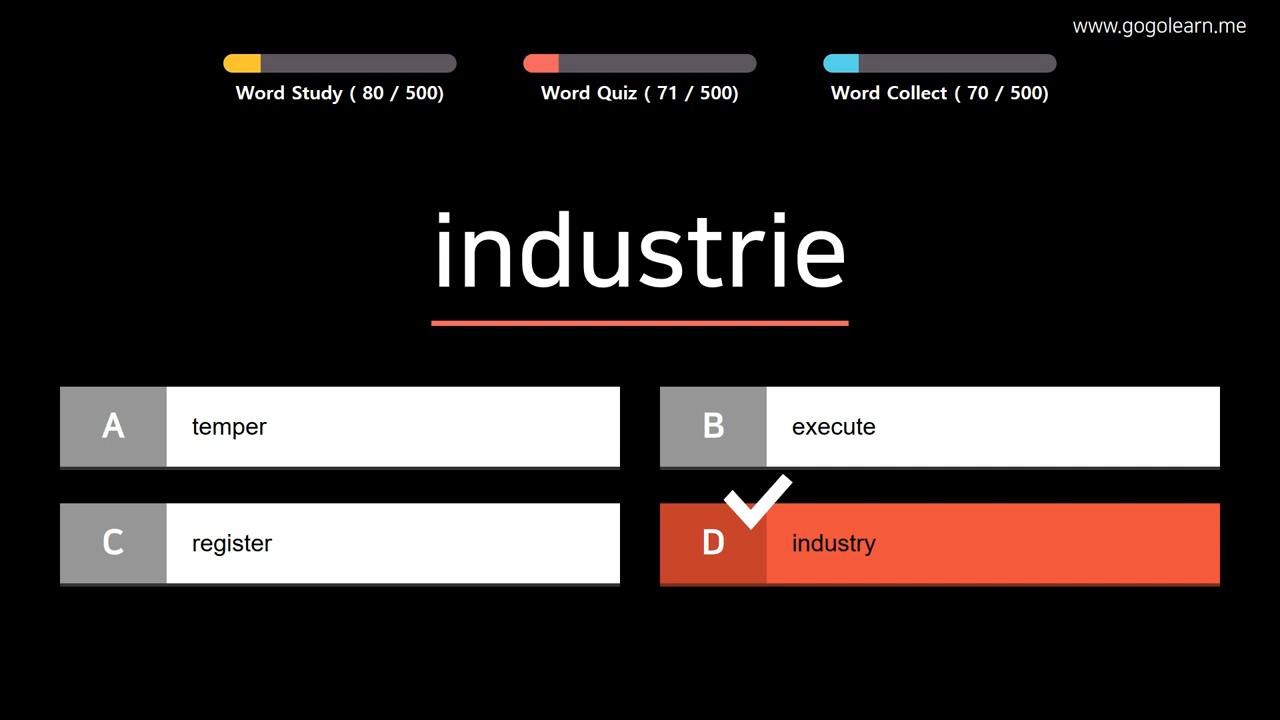 www.gogolearn.me
Word Study ( 80 / 500)
Word Quiz ( 71 / 500)
Word Collect ( 70 / 500)
industrie
A temper
B execute
C register
D industry